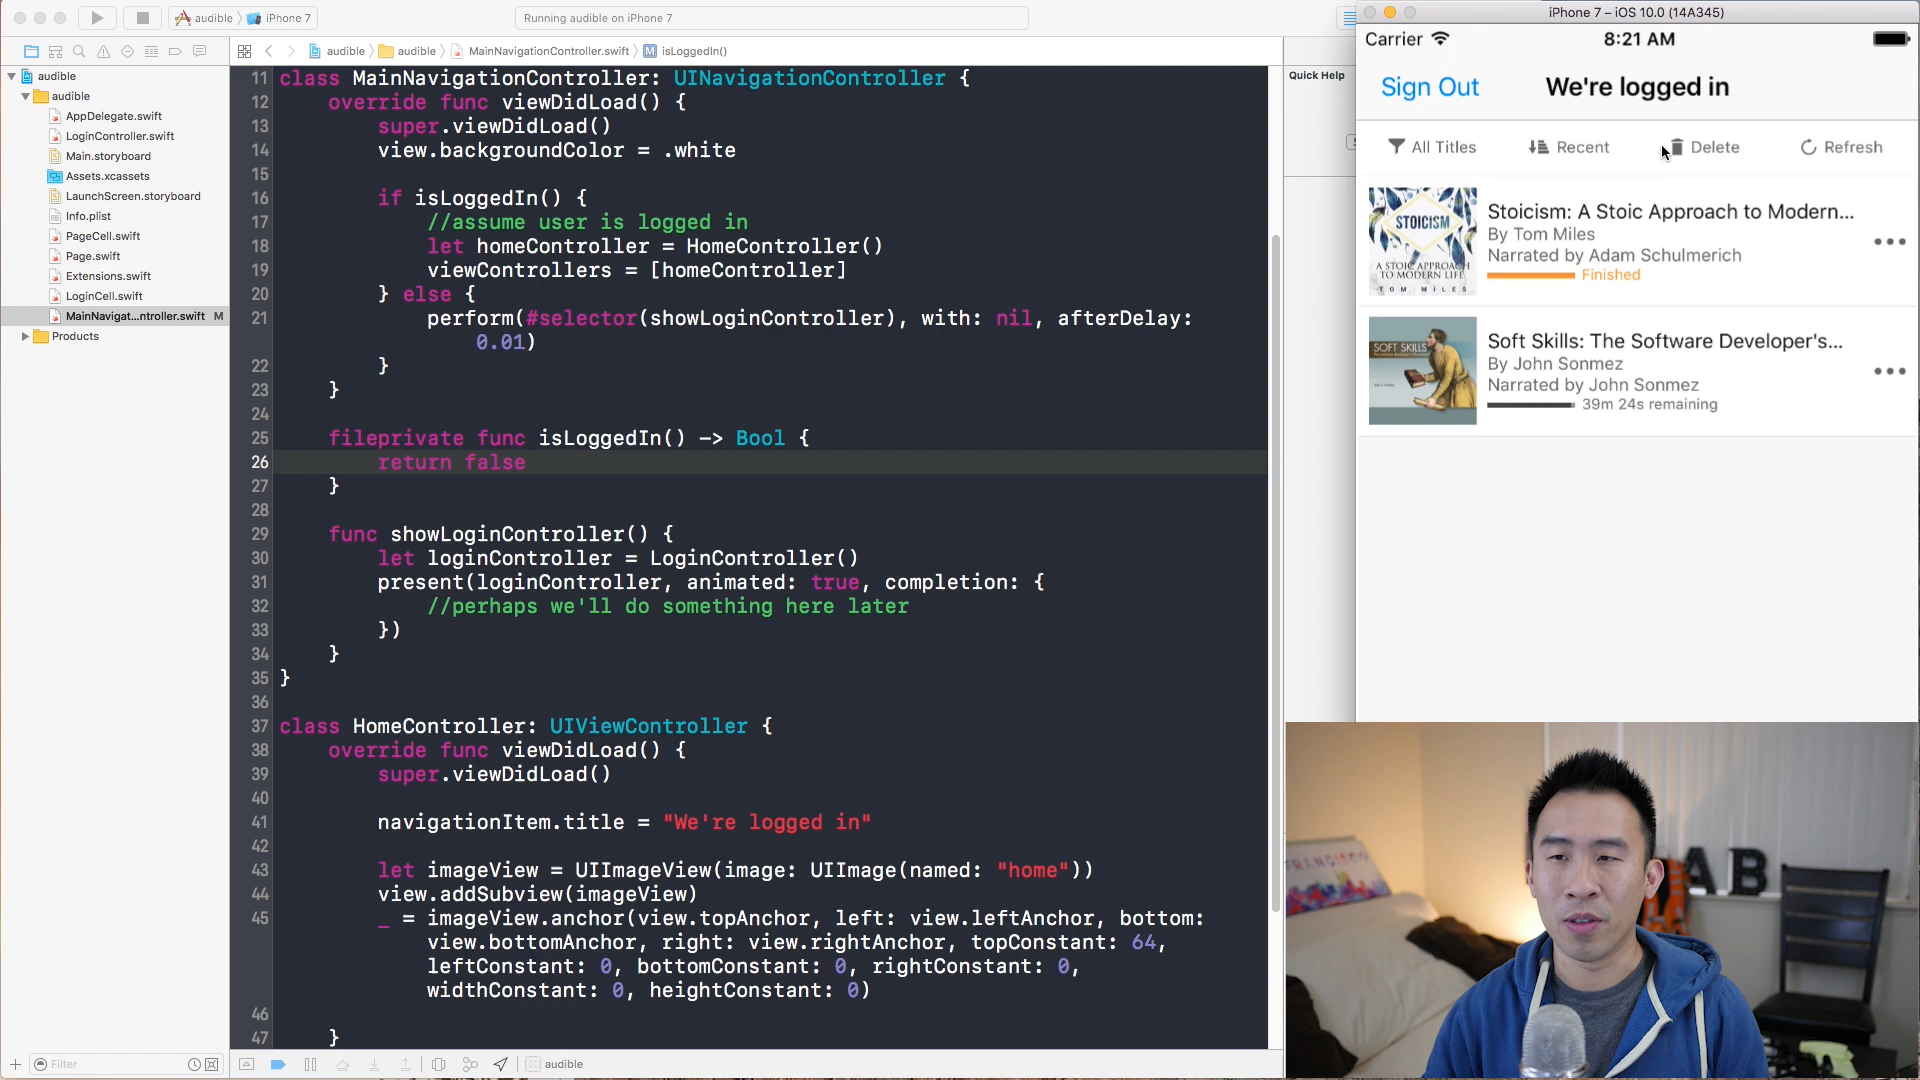 audible
iPhone 7
Running audible on iPhone 7
audible
audible
MainNavigationController.swift
isLoggedIn()
audible
audible
AppDelegate.swift
LoginController.swift
Main.storyboard
Assets.xcassets
LaunchScreen.storyboard
Info.plist
PageCell.swift
Page.swift
Extensions.swift
LoginCell.swift
MainNavigat...ntroller.swift M
Products
Filter
11 class MainNavigationController: UINavigationController {
12 override func viewDidLoad() {
13 super.viewDidLoad()
14 view.backgroundColor = .white
15
16 if isLoggedIn() {
17 //assume user is logged in
18 let homeController = HomeController()
19 viewControllers = [homeController]
20 } else {
21 perform(#selector(showLoginController), with: nil, afterDelay:
0.01)
22 }
23 }
24
25 fileprivate func isLoggedIn() -> Bool {
26 return false
27 }
28
29 func showLoginController() {
30 let loginController = LoginController()
31 present(loginController, animated: true, completion: {
32 //perhaps we'll do something here later
33 })
34 }
35 }
36
37 class HomeController: UIViewController {
38 override func viewDidLoad() {
39 super.viewDidLoad()
40
41 navigationItem.title = "We're logged in"
42
43 let imageView = UIImageView(image: UIImage(named: "home"))
44 view.addSubview(imageView)
45 _ = imageView.anchor(view.topAnchor, left: view.leftAnchor, bottom:
view.bottomAnchor, right: view.rightAnchor, topConstant: 64,
leftConstant: 0, bottomConstant: 0, rightConstant: 0,
widthConstant: 0, heightConstant: 0)
46
47 }
audible
Quick Help
iPhone 7 – iOS 10.0 (14A345)
Carrier 8:21 AM
Sign Out We're logged in
All Titles Recent Delete Refresh
STOICISM
A STOIC APPROACH
TO MODERN LIFE
TOM MILES
Stoicism: A Stoic Approach to Modern...
By Tom Miles
Narrated by Adam Schulmerich
Finished
SOFT SKILLS
Soft Skills: The Software Developer's...
By John Sonmez
Narrated by John Sonmez
39m 24s remaining
FRANCISCO
AB